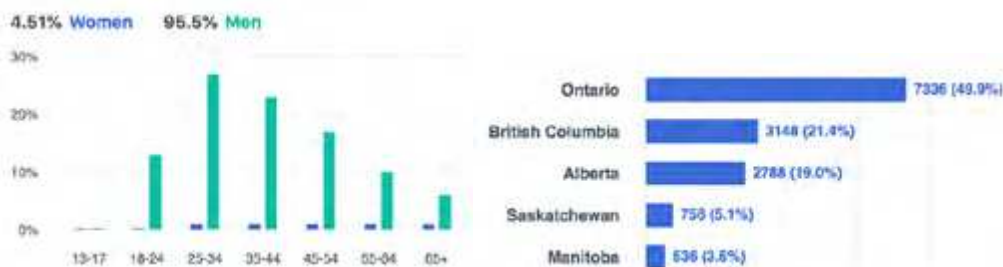 4.51% Women 95.5% Men
30%
20%
10%
0%
13-17 18-24 25-34 35-44 45-54 55-64 65+
Ontario 7336 (49.9%)
British Columbia 3148 (21.4%)
Alberta 2788 (19.0%)
Saskatchewan (5.1%)
Manitoba (3.6%)